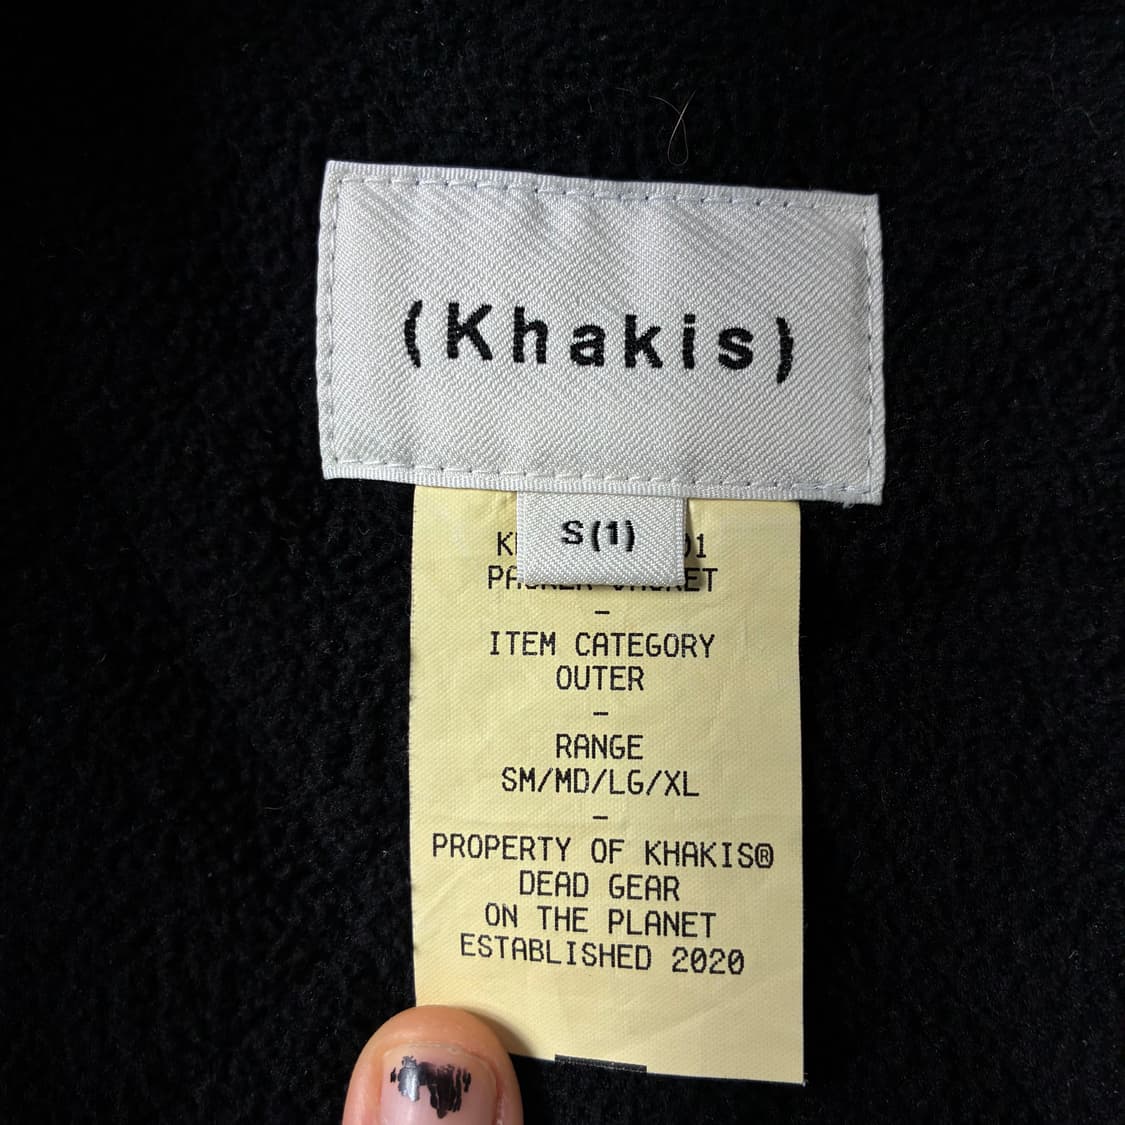 (Khakis)
S(1)
ITEM CATEGORY
OUTER
–
RANGE
SM/MD/LG/XL
–
PROPERTY OF KHAKIS®
DEAD GEAR
ON THE PLANET
ESTABLISHED 2020